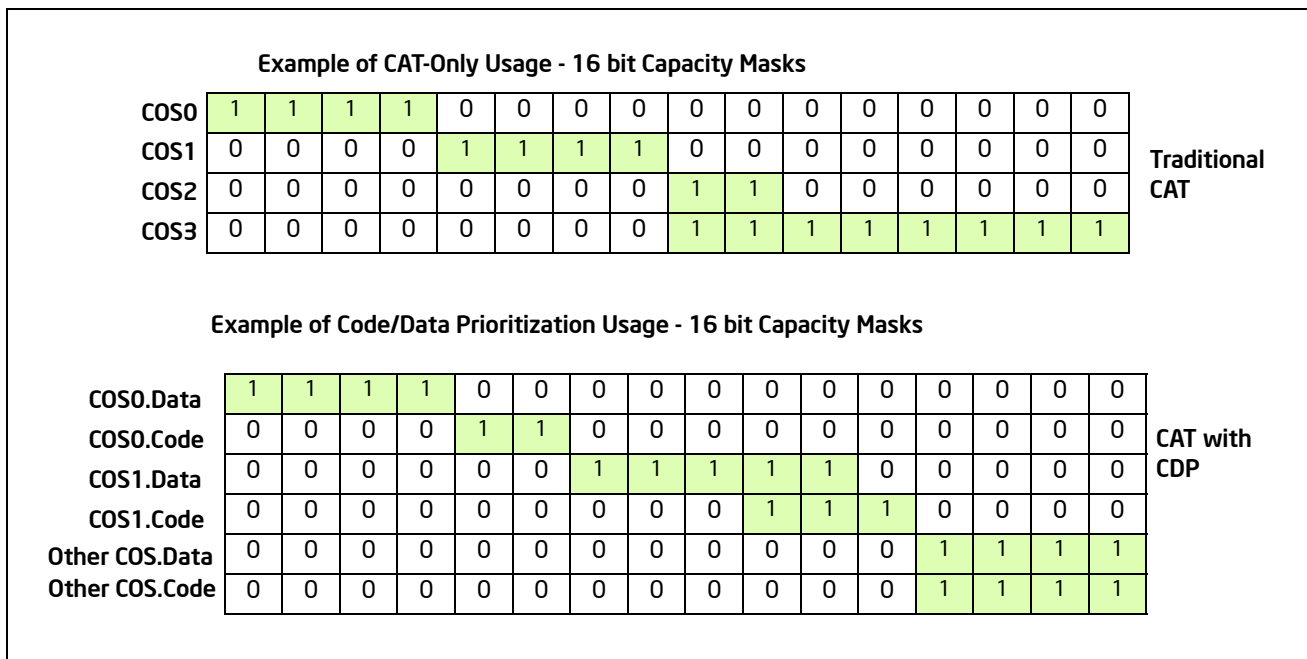 Example of CAT-Only Usage - 16 bit Capacity Masks
COS0 1 1 1 1 0 0 0 0 0 0 0 0 0 0 0 0
COS1 0 0 0 0 1 1 1 1 0 0 0 0 0 0 0 0
COS2 0 0 0 0 0 0 0 0 1 1 0 0 0 0 0 0
COS3 0 0 0 0 0 0 0 0 1 1 1 1 1 1 1 1
Traditional
CAT
Example of Code/Data Prioritization Usage - 16 bit Capacity Masks
COS0.Data 1 1 1 1 0 0 0 0 0 0 0 0 0 0 0 0
COS0.Code 0 0 0 0 1 1 0 0 0 0 0 0 0 0 0 0
COS1.Data 0 0 0 0 0 0 1 1 1 1 1 0 0 0 0 0
COS1.Code 0 0 0 0 0 0 0 0 0 1 1 1 0 0 0 0
Other COS.Data 0 0 0 0 0 0 0 0 0 0 0 0 1 1 1 1
Other COS.Code 0 0 0 0 0 0 0 0 0 0 0 0 1 1 1 1
CAT with
CDP